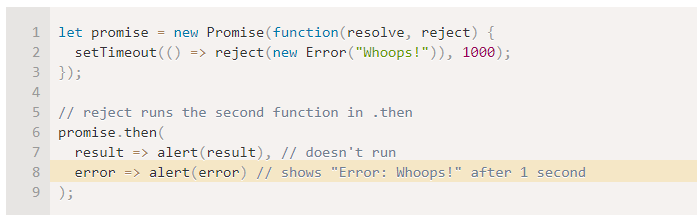 1 let promise = new Promise(function(resolve, reject) {
2   setTimeout(() => reject(new Error("Whoops!")), 1000);
3 });
4
5 // reject runs the second function in .then
6 promise.then(
7   result => alert(result), // doesn't run
8   error => alert(error) // shows "Error: Whoops!" after 1 second
9 );